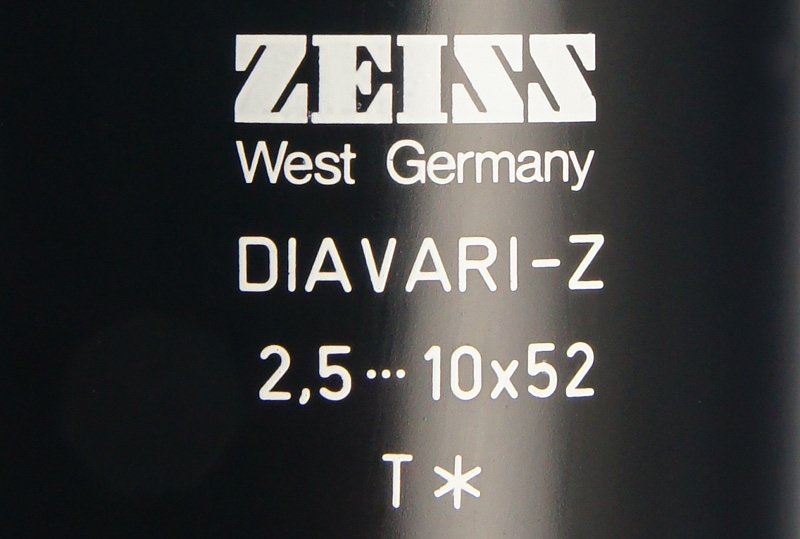 ZEISS
West Germany
DIAVARI-Z
2,5···10x52
T*